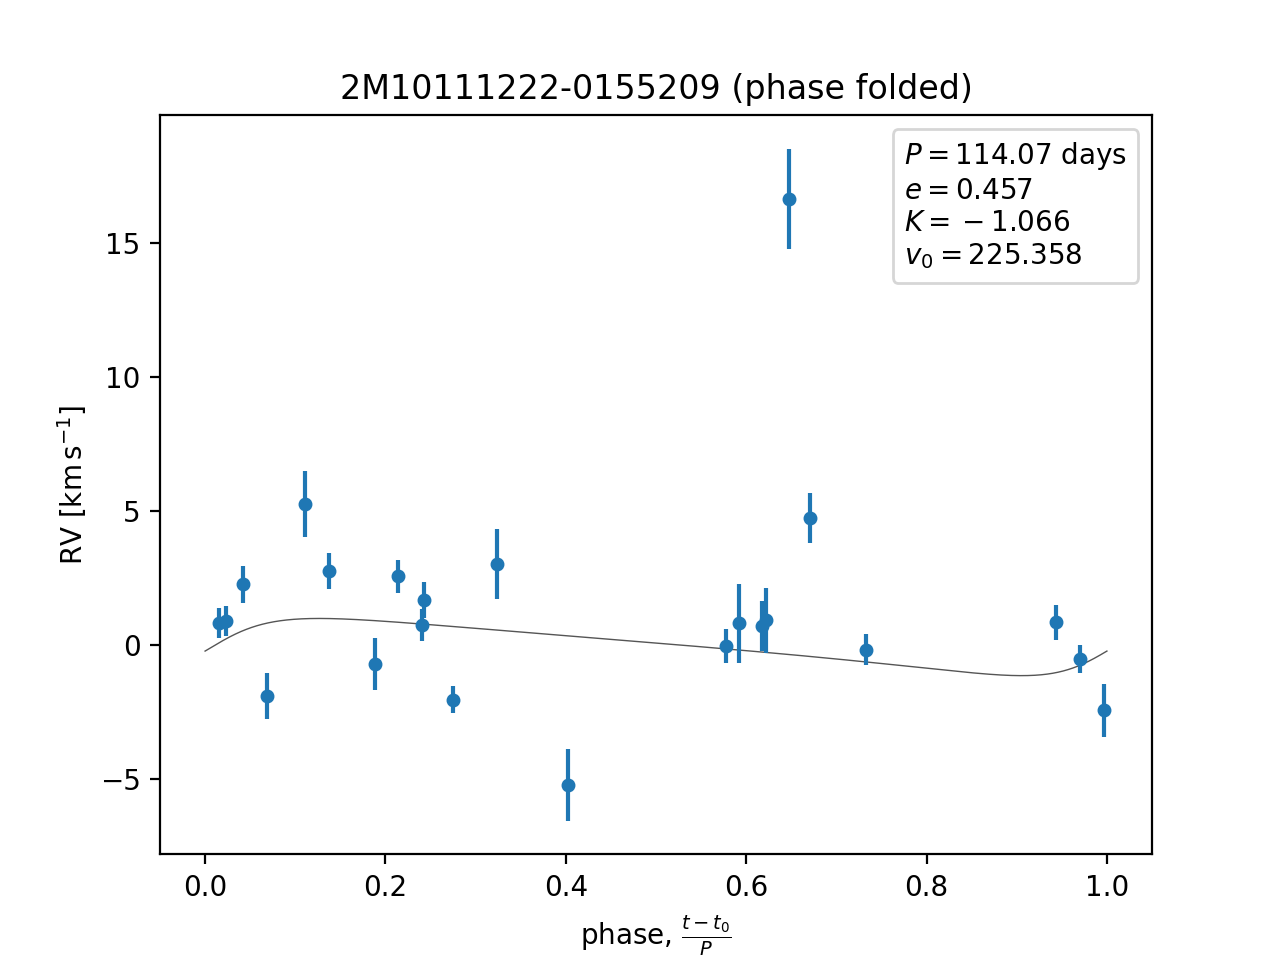 2M10111222-0155209 (phase folded)
P = 114.07 days
e = 0.457
K = −1.066
v₀ = 225.358
RV [km s⁻¹]
15
10
5
0
−5
0.0 0.2 0.4 0.6 0.8 1.0
phase, (t − t₀)/P